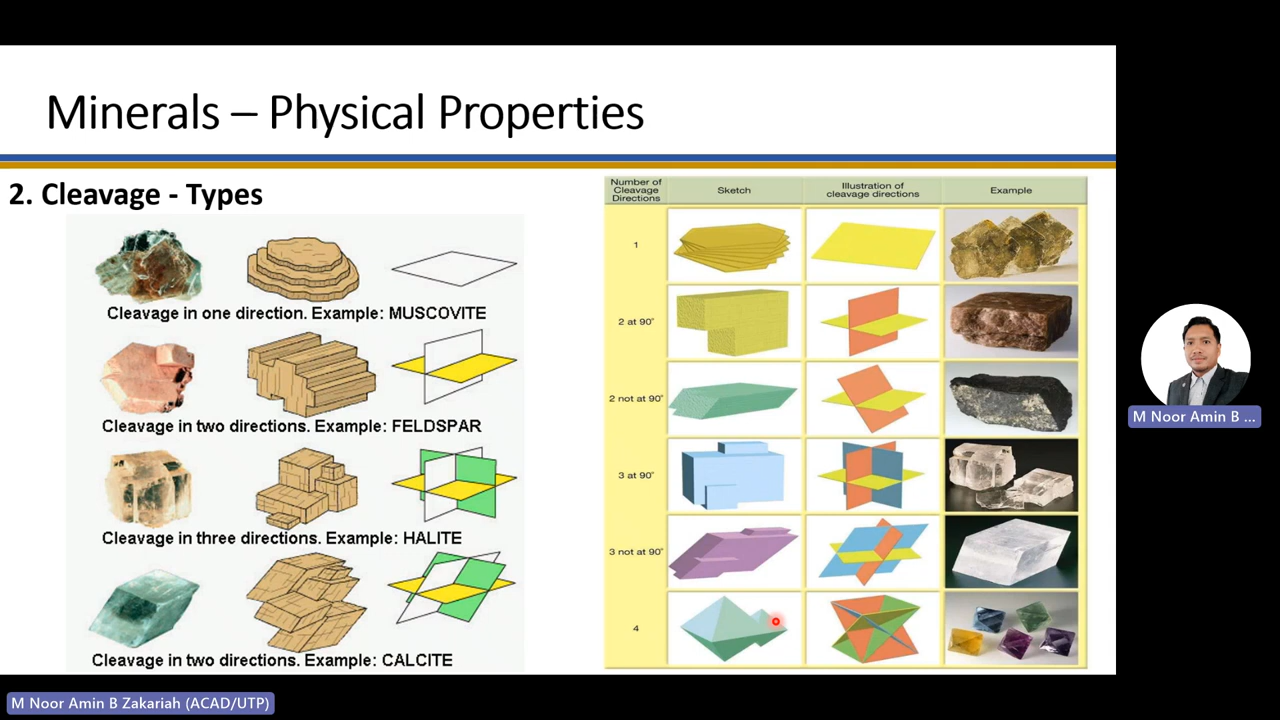 Minerals – Physical Properties
2. Cleavage - Types
Cleavage in one direction. Example: MUSCOVITE
Cleavage in two directions. Example: FELDSPAR
Cleavage in three directions. Example: HALITE
Cleavage in two directions. Example: CALCITE
Number of
Cleavage
Directions
Sketch
Illustration of
cleavage directions
Example
1
2 at 90°
2 not at 90°
3 at 90°
3 not at 90°
4
M Noor Amin B ...
M Noor Amin B Zakariah (ACAD/UTP)